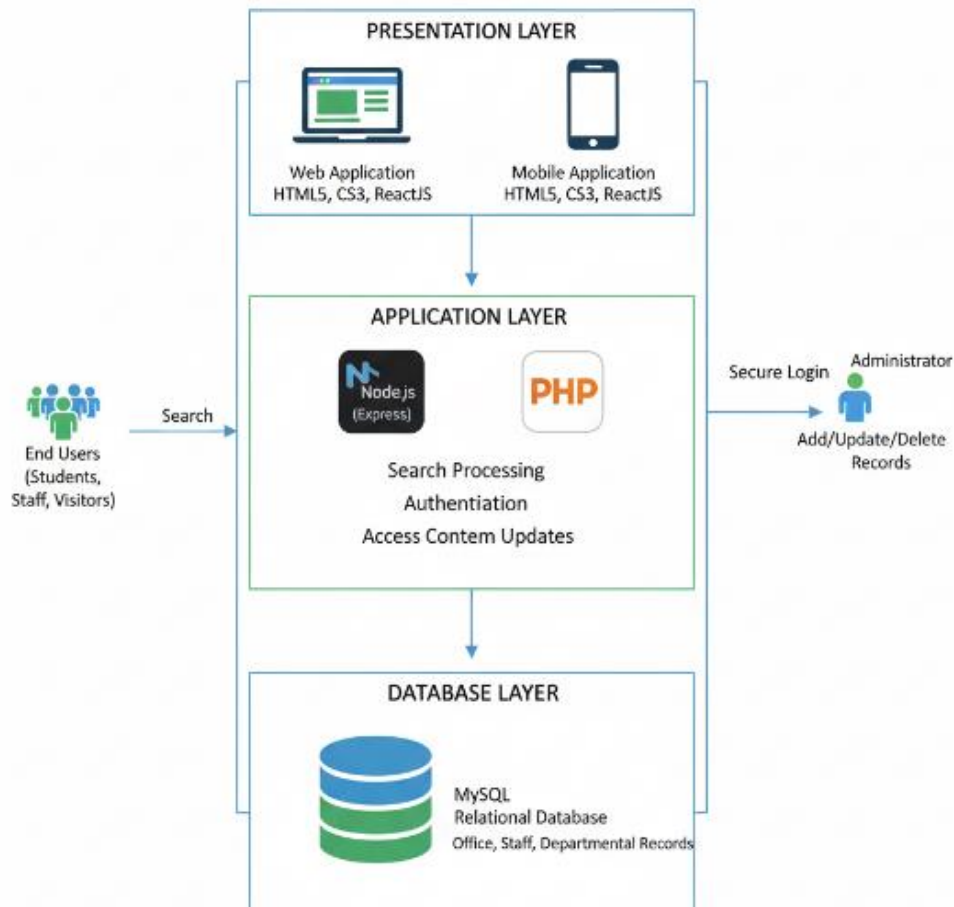 PRESENTATION LAYER
Web Application
HTML5, CS3, ReactJS
Mobile Application
HTML5, CS3, ReactJS
APPLICATION LAYER
Node.js
(Express)
PHP
Search Processing
Authentiation
Access Contem Updates
End Users
(Students,
Staff, Visitors)
Search
Secure Login
Administrator
Add/Update/Delete
Records
DATABASE LAYER
MySQL
Relational Database
Office, Staff, Departmental Records